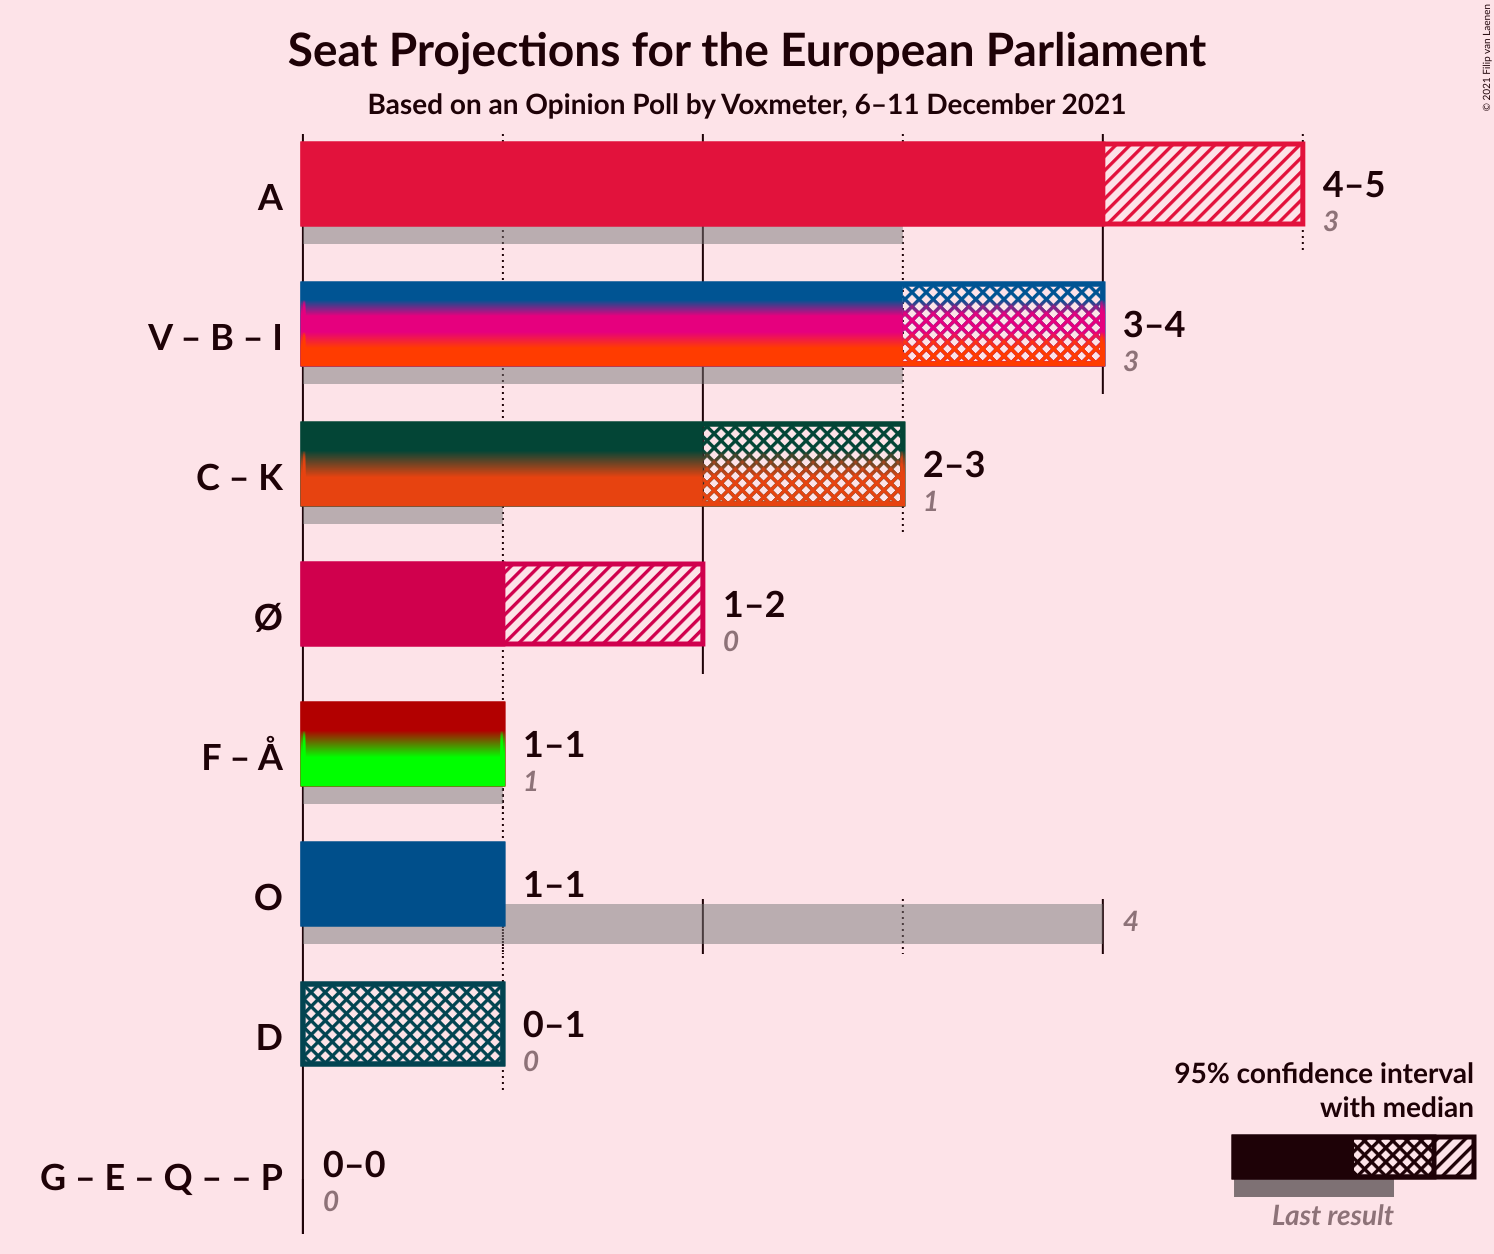 Seat Projections for the European Parliament
Based on an Opinion Poll by Voxmeter, 6–11 December 2021
© 2021 Filip van Laenen
A
4–5
3
V – B – I
3–4
3
C – K
2–3
1
Ø
1–2
0
F – Å
1–1
1
O
1–1
4
D
0–1
0
G – E – Q – – P
0–0
0
95% confidence interval
with median
Last result